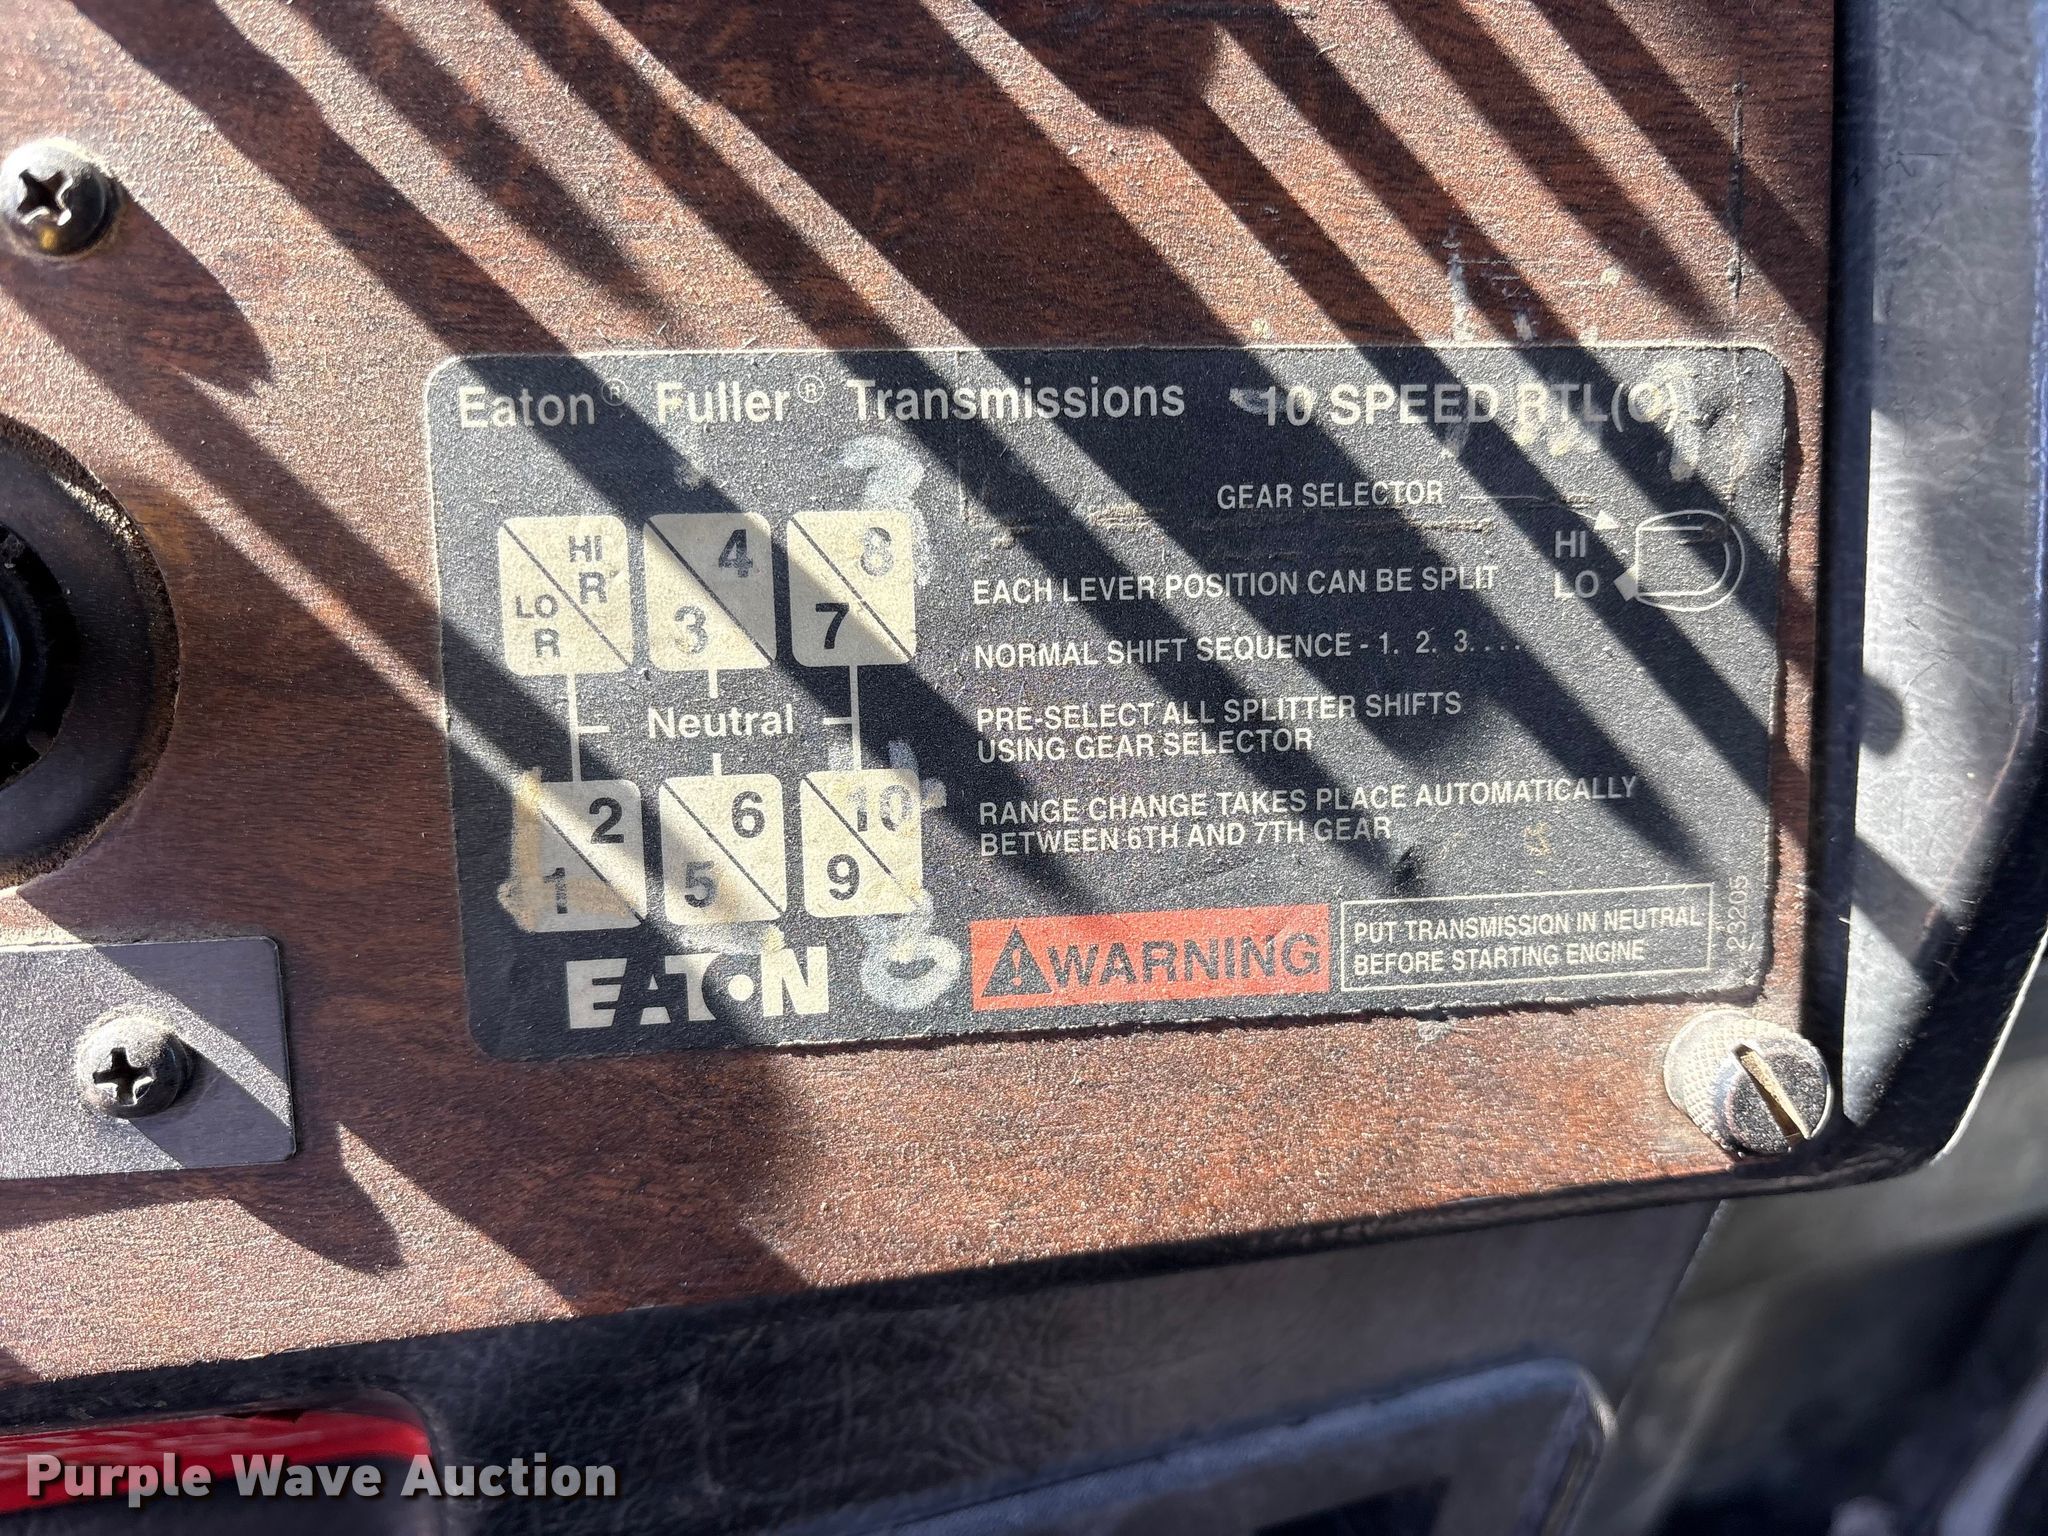 Eaton® Fuller® Transmissions 10 SPEED RTL(O)
GEAR SELECTOR
HI
LO
HI
R
LO
R
4
3
8
7
Neutral
2
1
6
5
10
9
EACH LEVER POSITION CAN BE SPLIT
NORMAL SHIFT SEQUENCE - 1. 2. 3. . . .
PRE-SELECT ALL SPLITTER SHIFTS
USING GEAR SELECTOR
RANGE CHANGE TAKES PLACE AUTOMATICALLY
BETWEEN 6TH AND 7TH GEAR
EATON
WARNING
PUT TRANSMISSION IN NEUTRAL
BEFORE STARTING ENGINE
23205
Purple Wave Auction